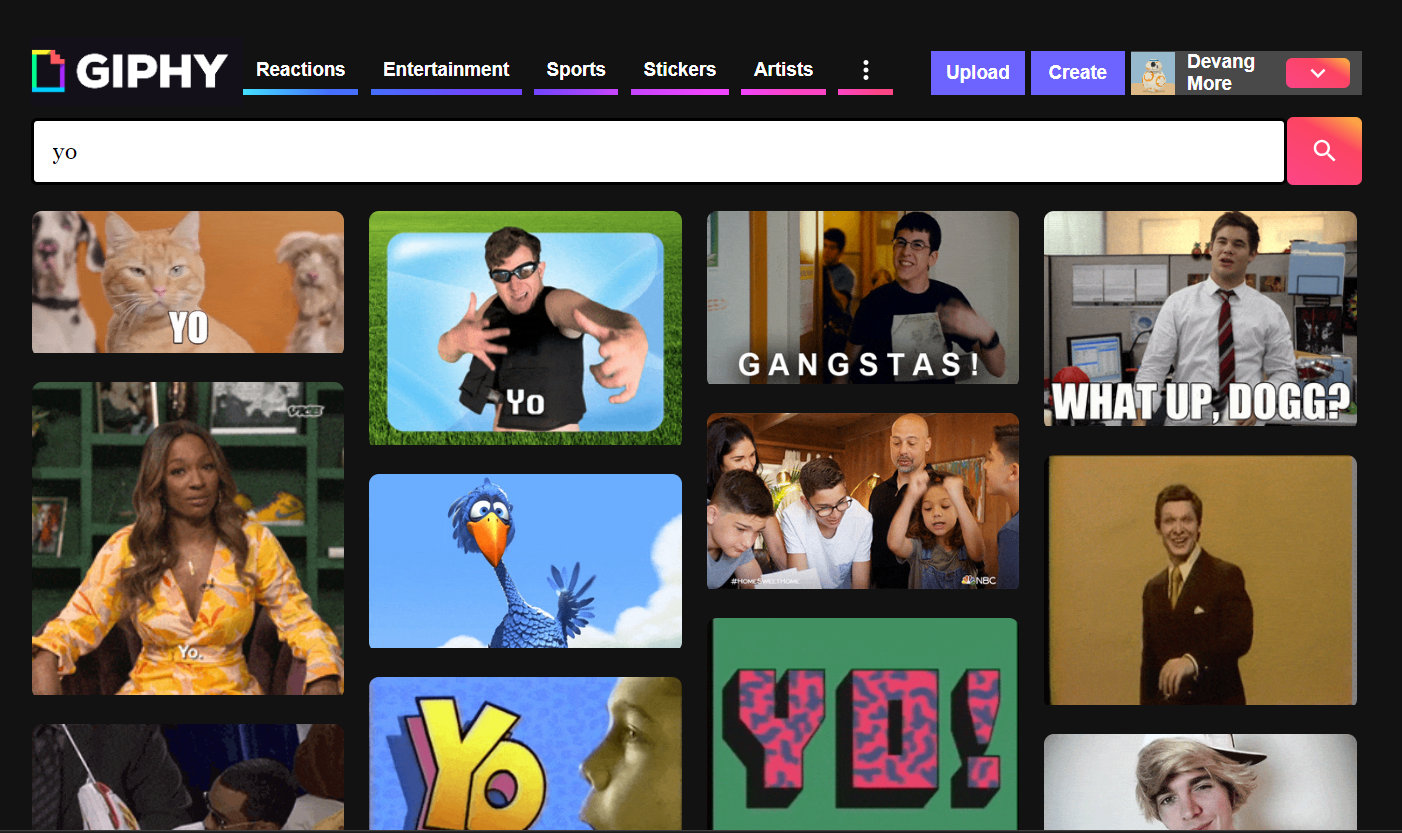 GIPHY
Reactions
Entertainment
Sports
Stickers
Artists
Upload
Create
Devang
More
yo
YO
Yo
GANGSTAS!
WHAT UP, DOGG?
VICE
Yo.
#HOMESWEETHOME
NBC
Yo
YO!